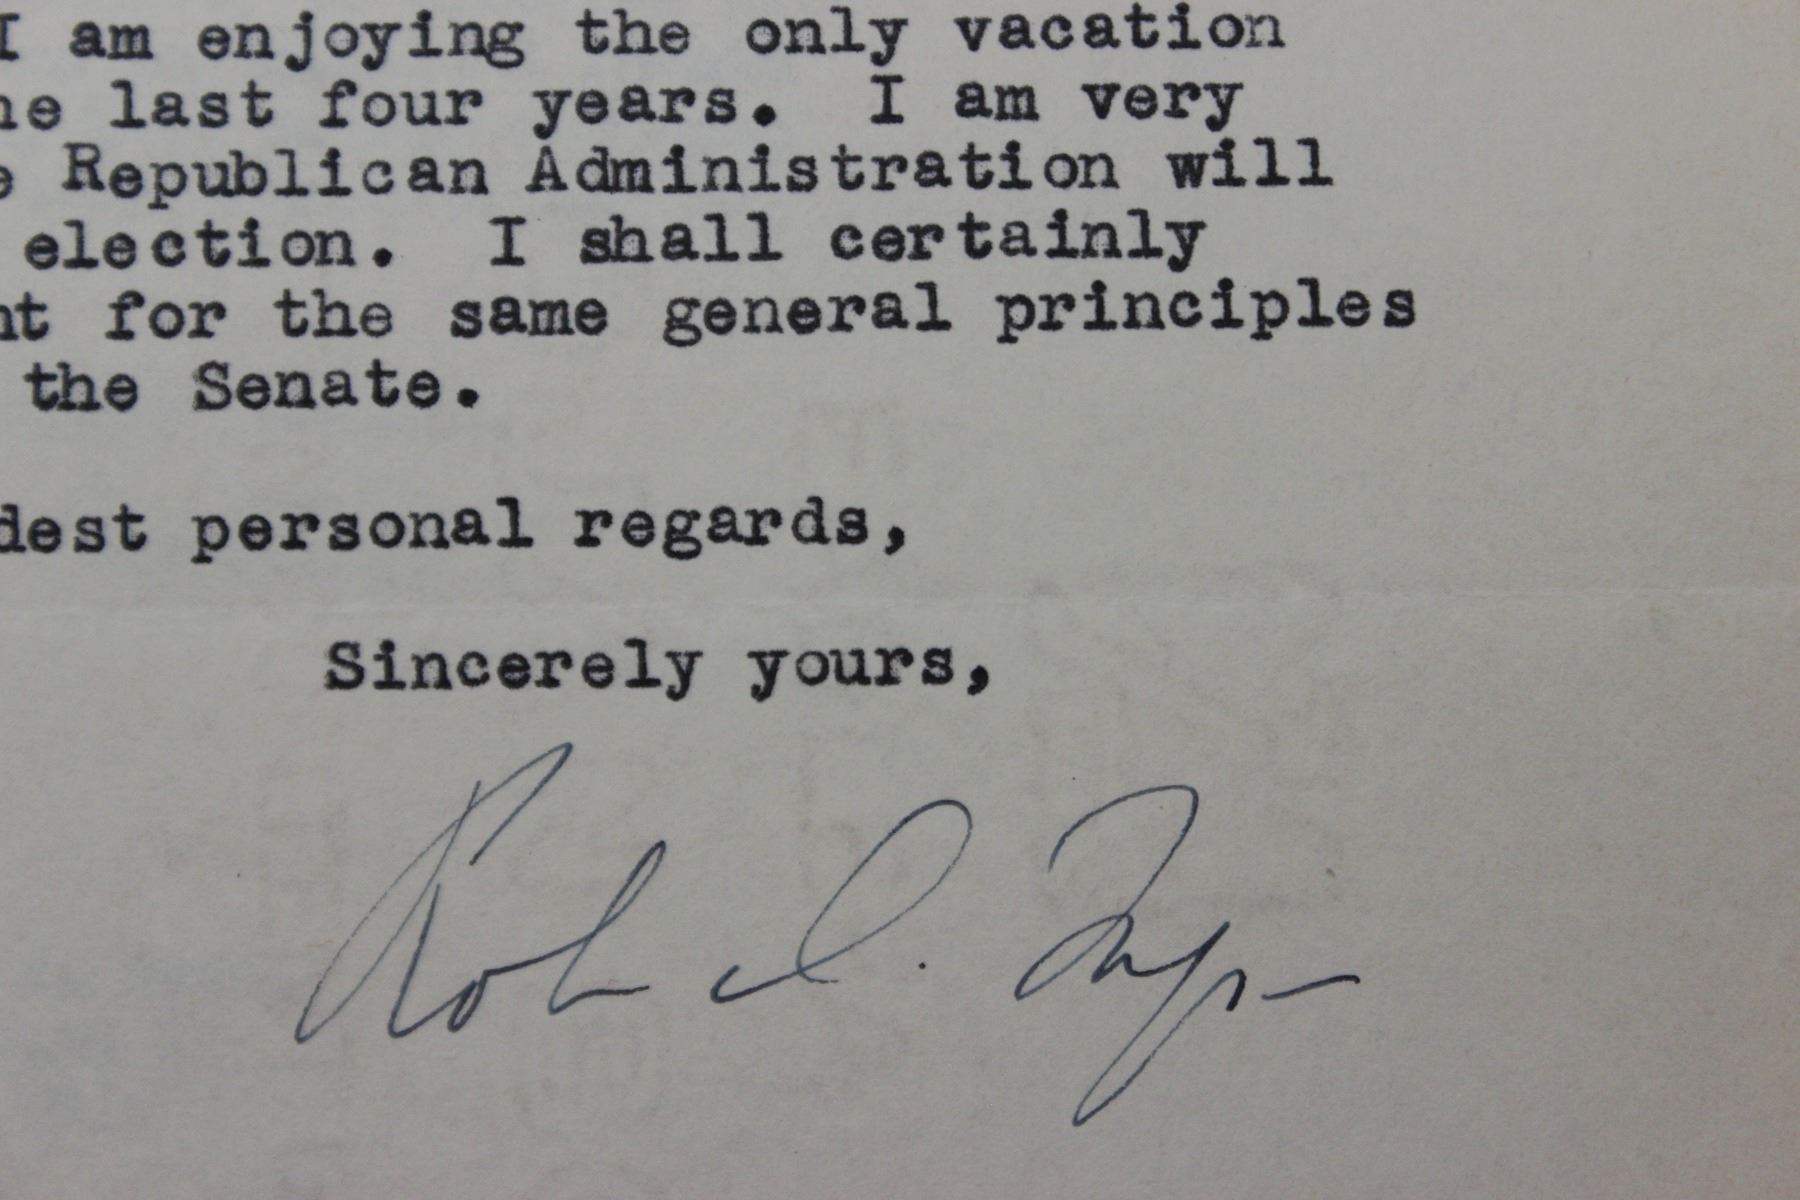 I am enjoying the only vacation
he last four years. I am very
e Republican Administration will
election. I shall certainly
nt for the same general principles
the Senate.
dest personal regards,
Sincerely yours,